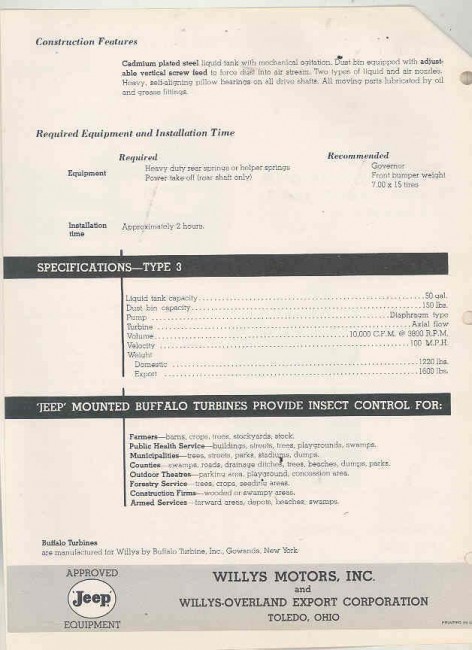 Construction Features
Cadmium plated steel liquid tank with mechanical agitation. Dust bin equipped with adjust-
able vertical screw feed to force dust into air stream. Two types of liquid and air nozzles.
Heavy, self-aligning pillow bearings on all drive shafts. All moving parts lubricated by oil
and grease fittings.
Required Equipment and Installation Time
Required Recommended
Equipment Heavy duty rear springs or helper springs Governor
Power take-off (rear shaft only) Front bumper weight
7.00 x 15 tires
Installation Approximately 2 hours.
time
SPECIFICATIONS—TYPE 3
Liquid tank capacity 50 gal.
Dust bin capacity 150 lbs.
Pump Diaphragm type
Turbine Axial flow
Volume 10,000 C.F.M. @ 3800 R.P.M.
Velocity 100 M.P.H.
Weight
Domestic 1220 lbs.
Export 1600 lbs.
'JEEP' MOUNTED BUFFALO TURBINES PROVIDE INSECT CONTROL FOR:
Farmers—barns, crops, trees, stockyards, stock.
Public Health Service—buildings, streets, trees, playgrounds, swamps.
Municipalities—trees, streets, parks, stadiums, dumps.
Counties—swamps, roads, drainage ditches, trees, beaches, dumps, parks.
Outdoor Theatres—parking area, playground, concession area.
Forestry Service—trees, crops, seeding areas.
Construction Firms—wooded or swampy areas.
Armed Services—forward areas, depots, beaches, swamps.
Buffalo Turbines
are manufactured for Willys by Buffalo Turbine, Inc., Gowanda, New York
APPROVED
'Jeep'
EQUIPMENT
WILLYS MOTORS, INC.
and
WILLYS-OVERLAND EXPORT CORPORATION
TOLEDO, OHIO
PRINTED IN